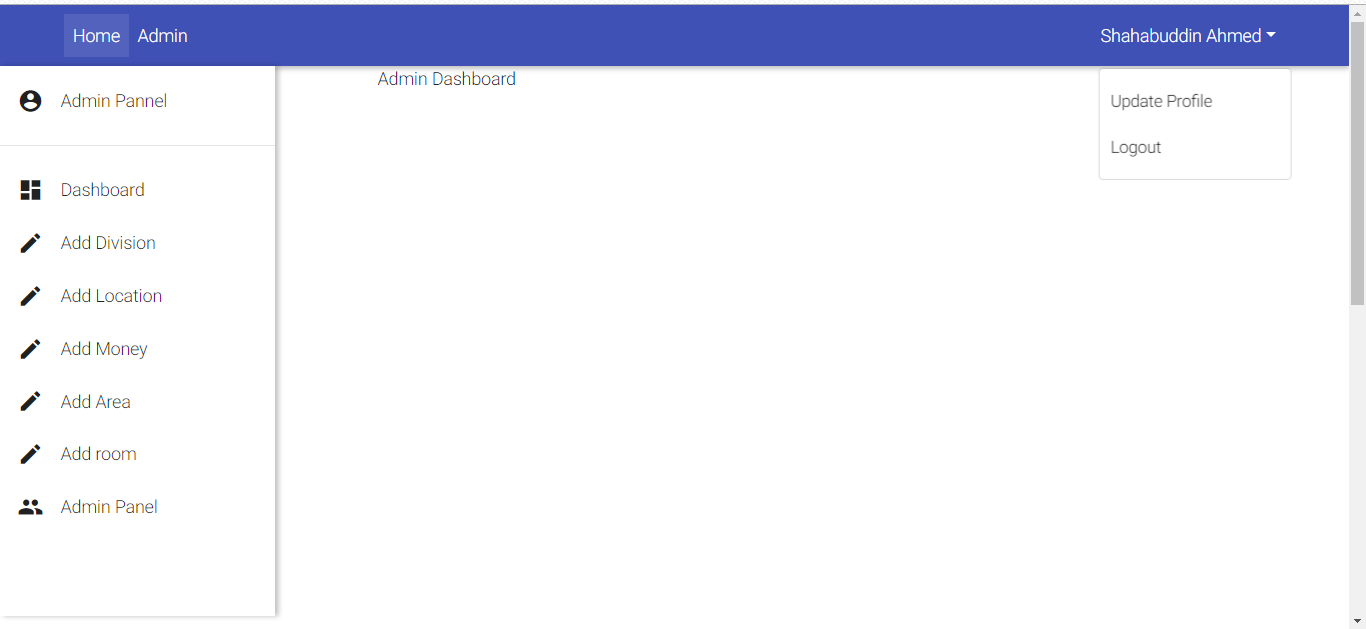 Home Admin Shahabuddin Ahmed
Admin Dashboard
Update Profile
Logout
Admin Pannel
Dashboard
Add Division
Add Location
Add Money
Add Area
Add room
Admin Panel